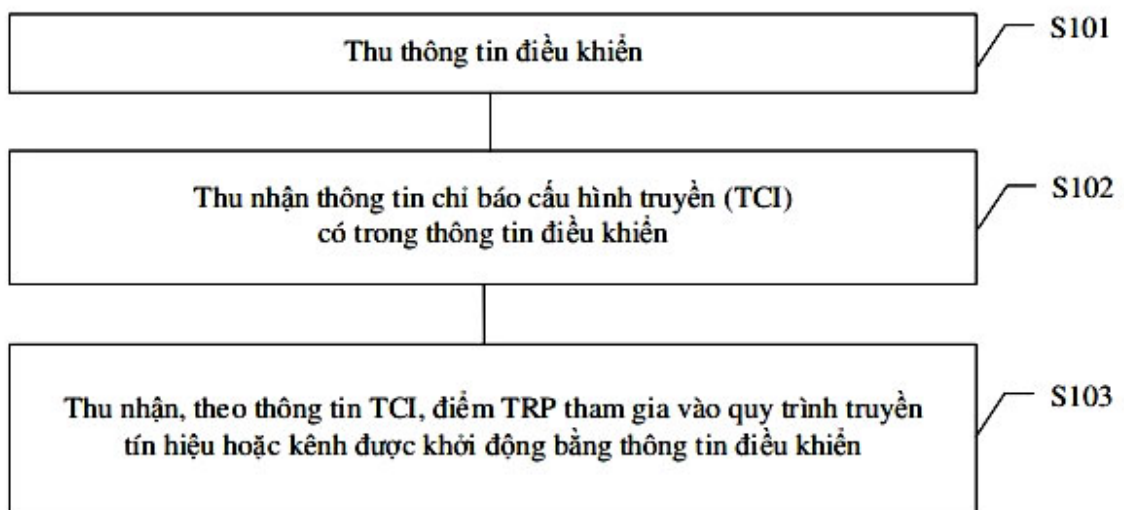 Thu thông tin điều khiển
S101
Thu nhận thông tin chỉ báo cấu hình truyền (TCI)
có trong thông tin điều khiển
S102
Thu nhận, theo thông tin TCI, điểm TRP tham gia vào quy trình truyền
tín hiệu hoặc kênh được khởi động bằng thông tin điều khiển
S103